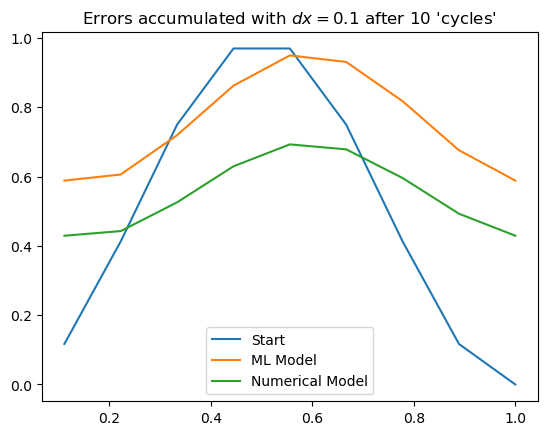 Errors accumulated with dx = 0.1 after 10 'cycles'
1.0
0.8
0.6
0.4
0.2
0.0
Start
ML Model
Numerical Model
0.2 0.4 0.6 0.8 1.0